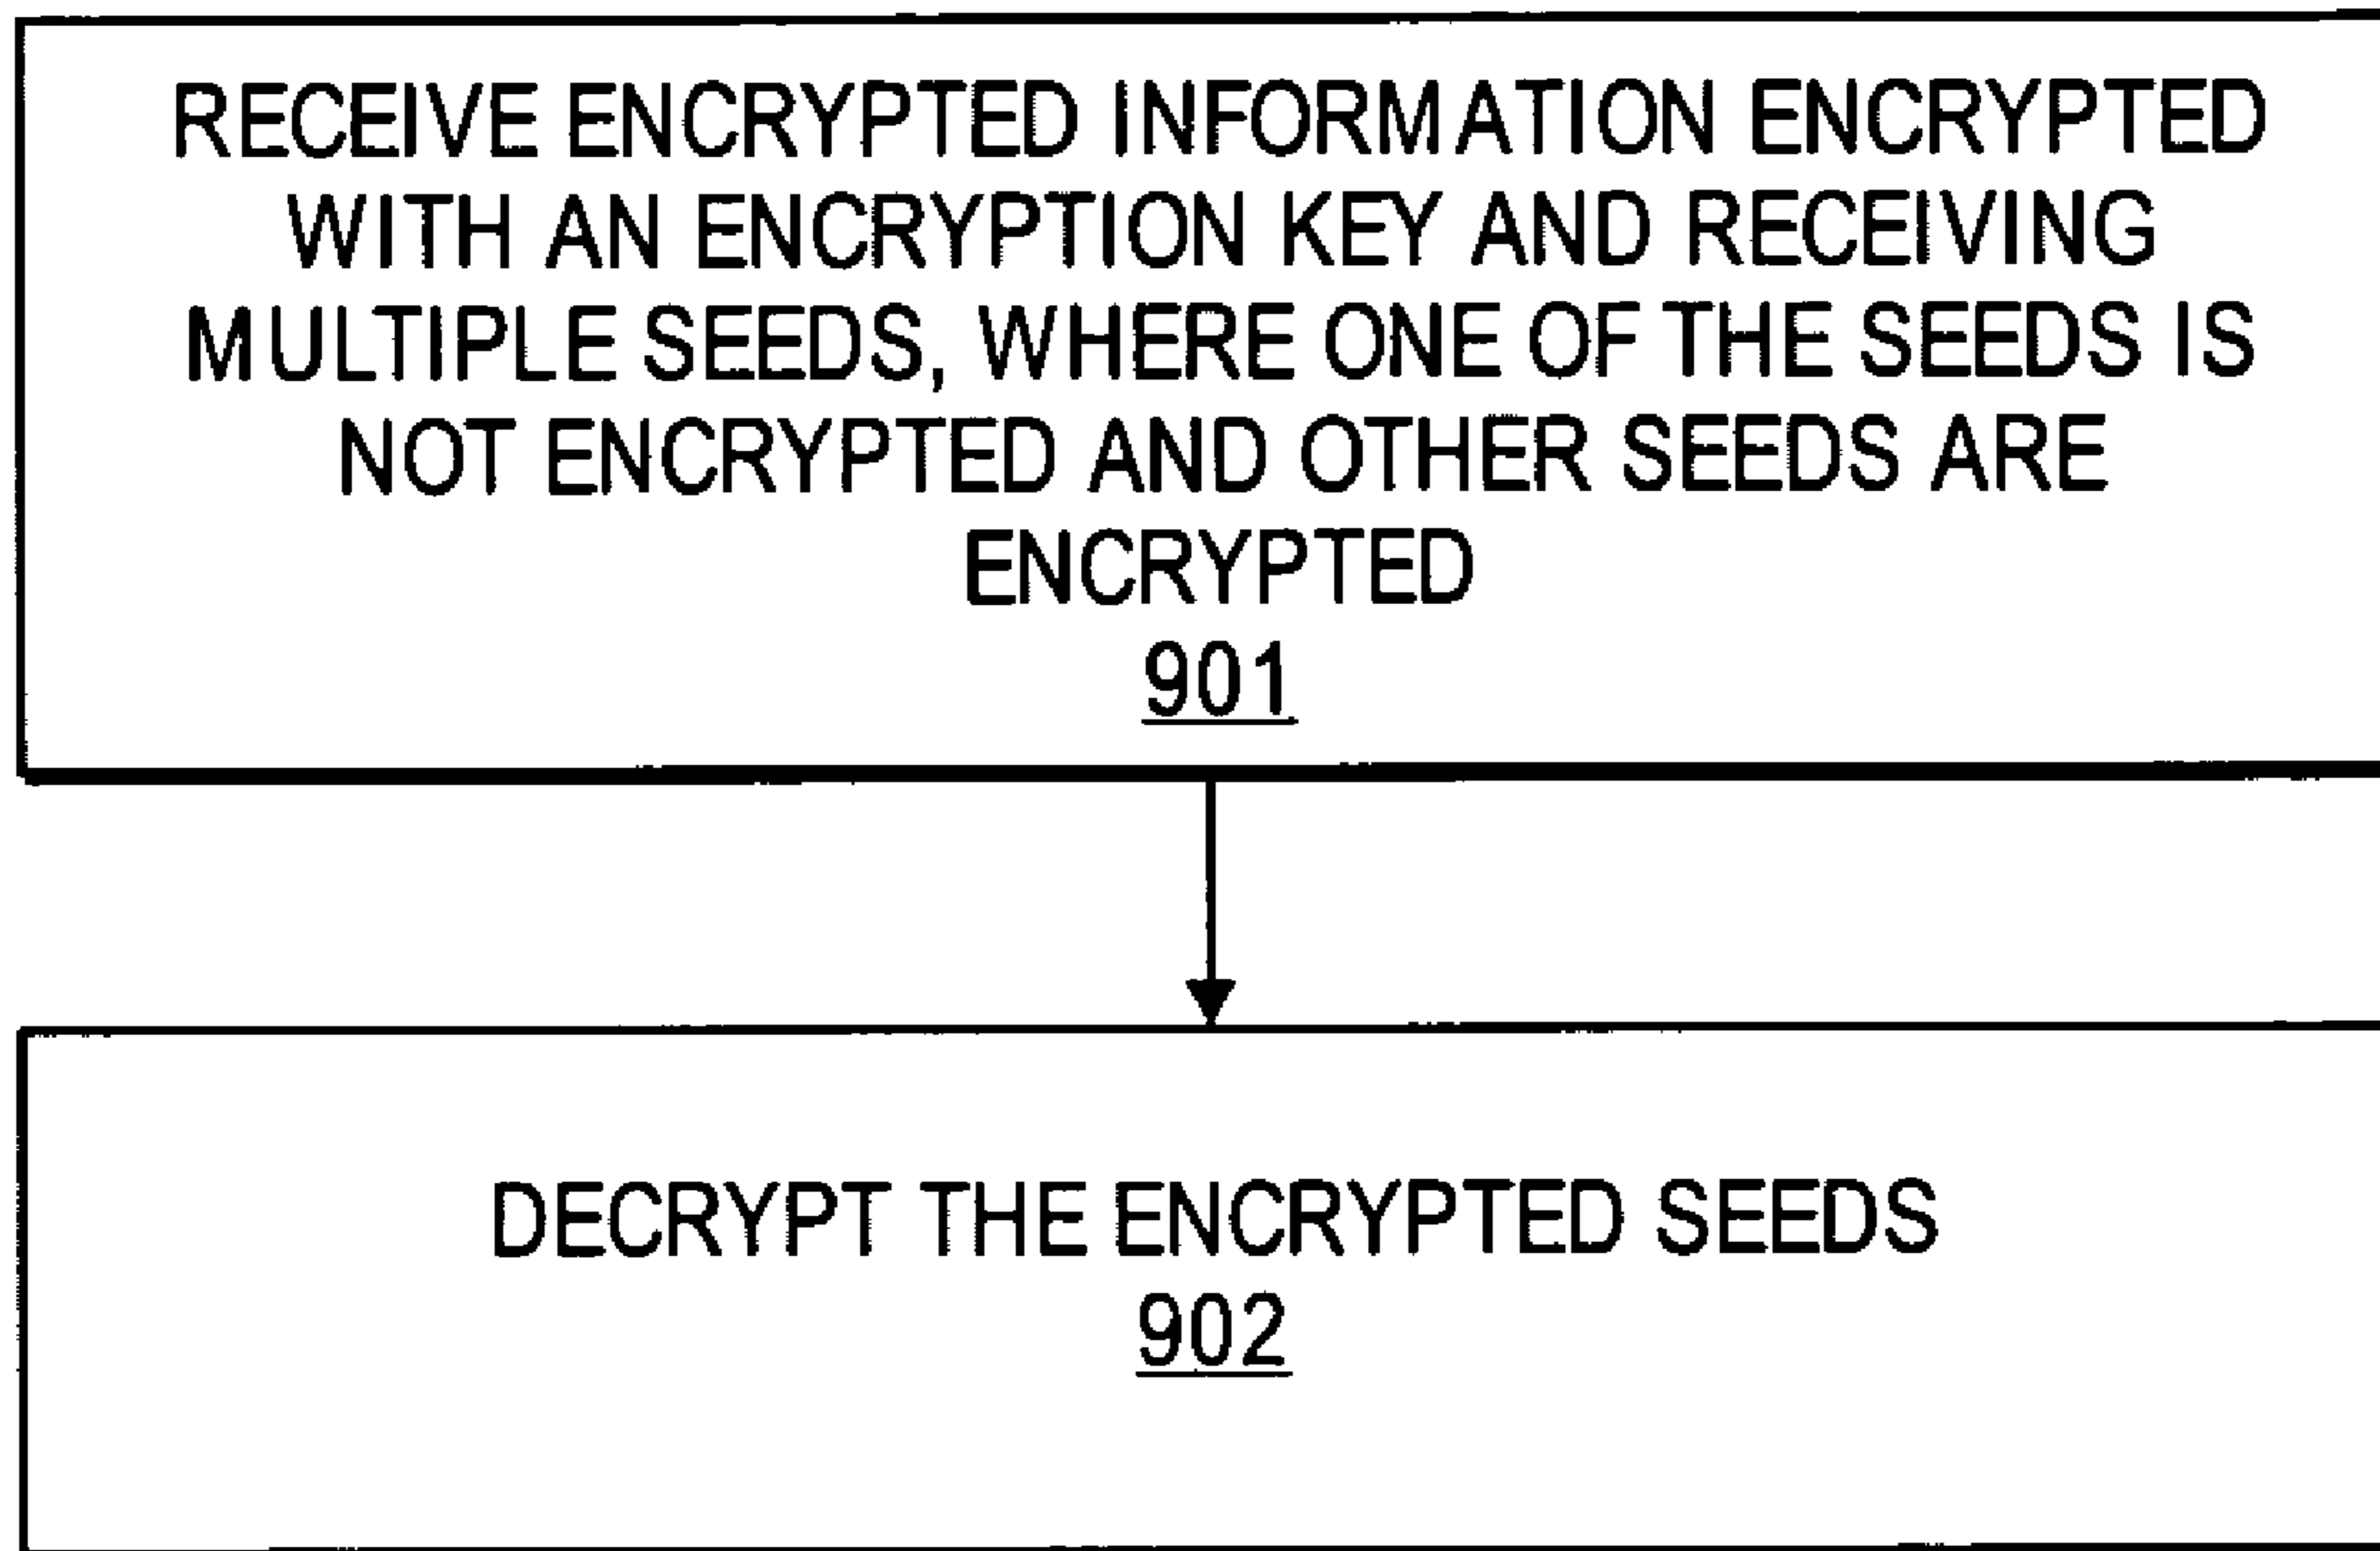 RECEIVE ENCRYPTED INFORMATION ENCRYPTED
WITH AN ENCRYPTION KEY AND RECEIVING
MULTIPLE SEEDS, WHERE ONE OF THE SEEDS IS
NOT ENCRYPTED AND OTHER SEEDS ARE
ENCRYPTED
901
DECRYPT THE ENCRYPTED SEEDS
902